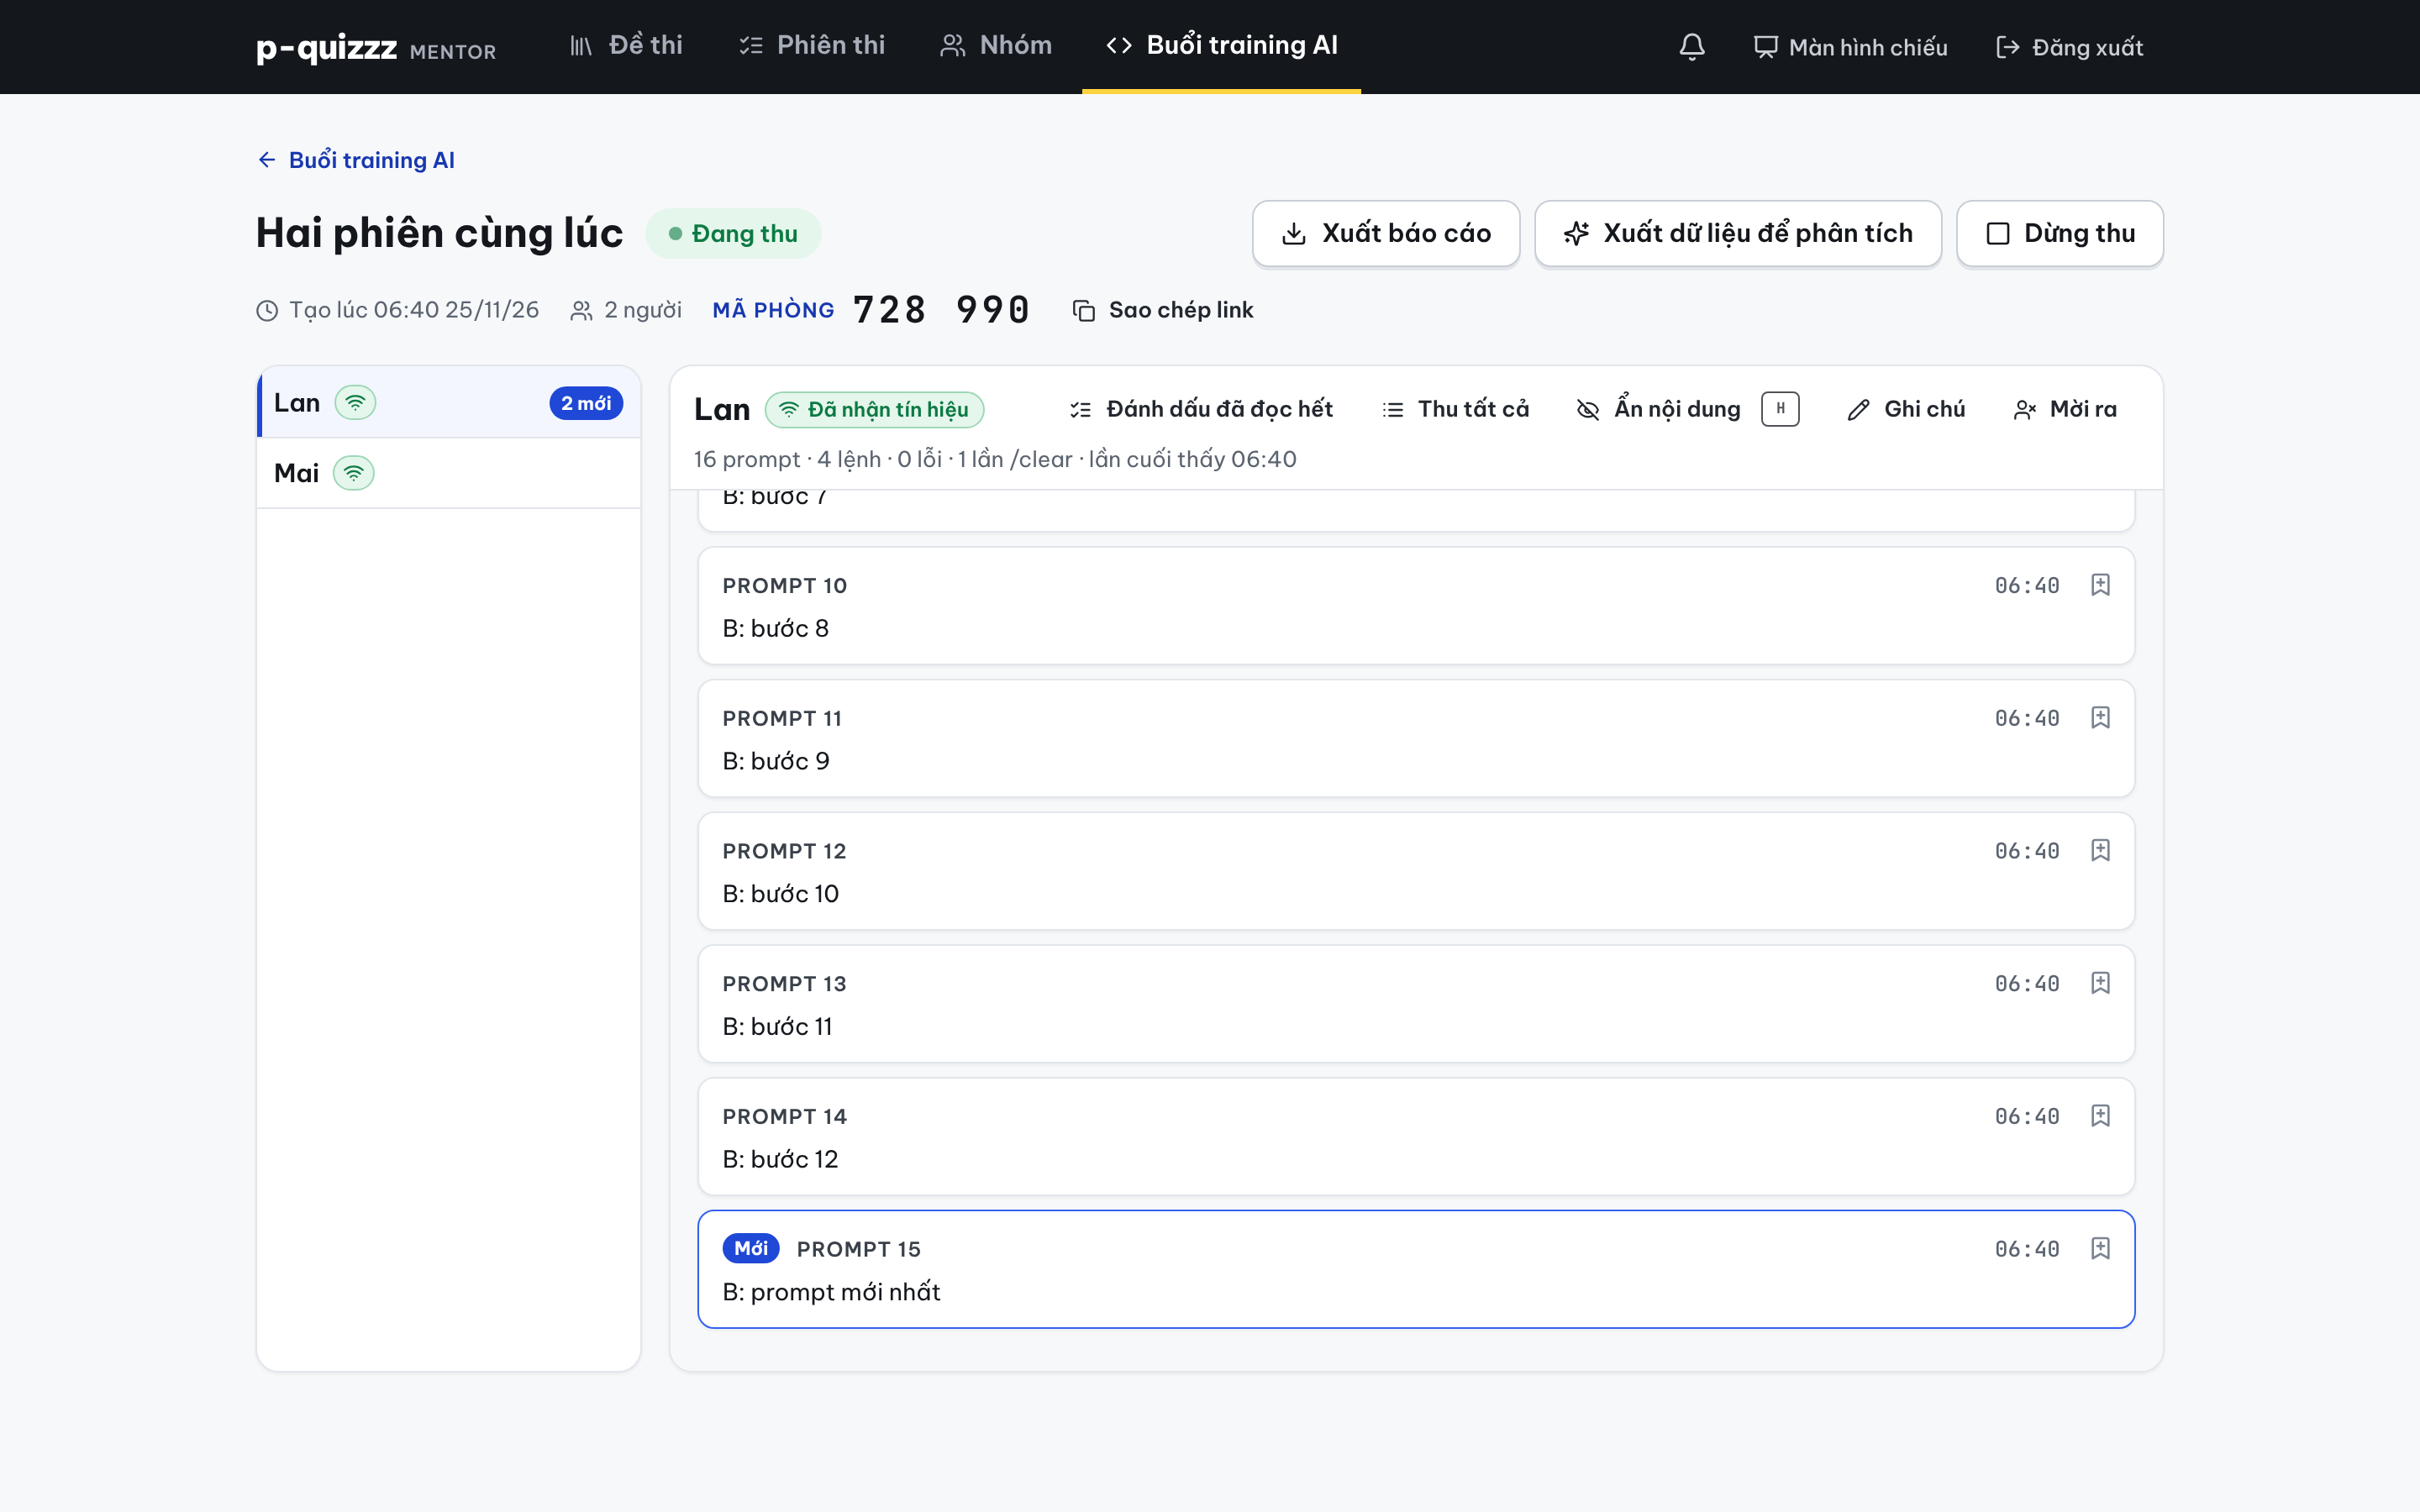 p-quizzz MENTOR
Đề thi
Phiên thi
Nhóm
Buổi training AI
Màn hình chiếu
Đăng xuất
Buổi training AI
Hai phiên cùng lúc
Đang thu
Xuất báo cáo
Xuất dữ liệu để phân tích
Dừng thu
Tạo lúc 06:40 25/11/26
2 người
MÃ PHÒNG 728 990
Sao chép link
Lan
2 mới
Mai
Lan
Đã nhận tín hiệu
Đánh dấu đã đọc hết
Thu tất cả
Ẩn nội dung
H
Ghi chú
Mời ra
16 prompt · 4 lệnh · 0 lỗi · 1 lần /clear · lần cuối thấy 06:40
B: bước 7
PROMPT 10
06:40
B: bước 8
PROMPT 11
06:40
B: bước 9
PROMPT 12
06:40
B: bước 10
PROMPT 13
06:40
B: bước 11
PROMPT 14
06:40
B: bước 12
Mới
PROMPT 15
06:40
B: prompt mới nhất